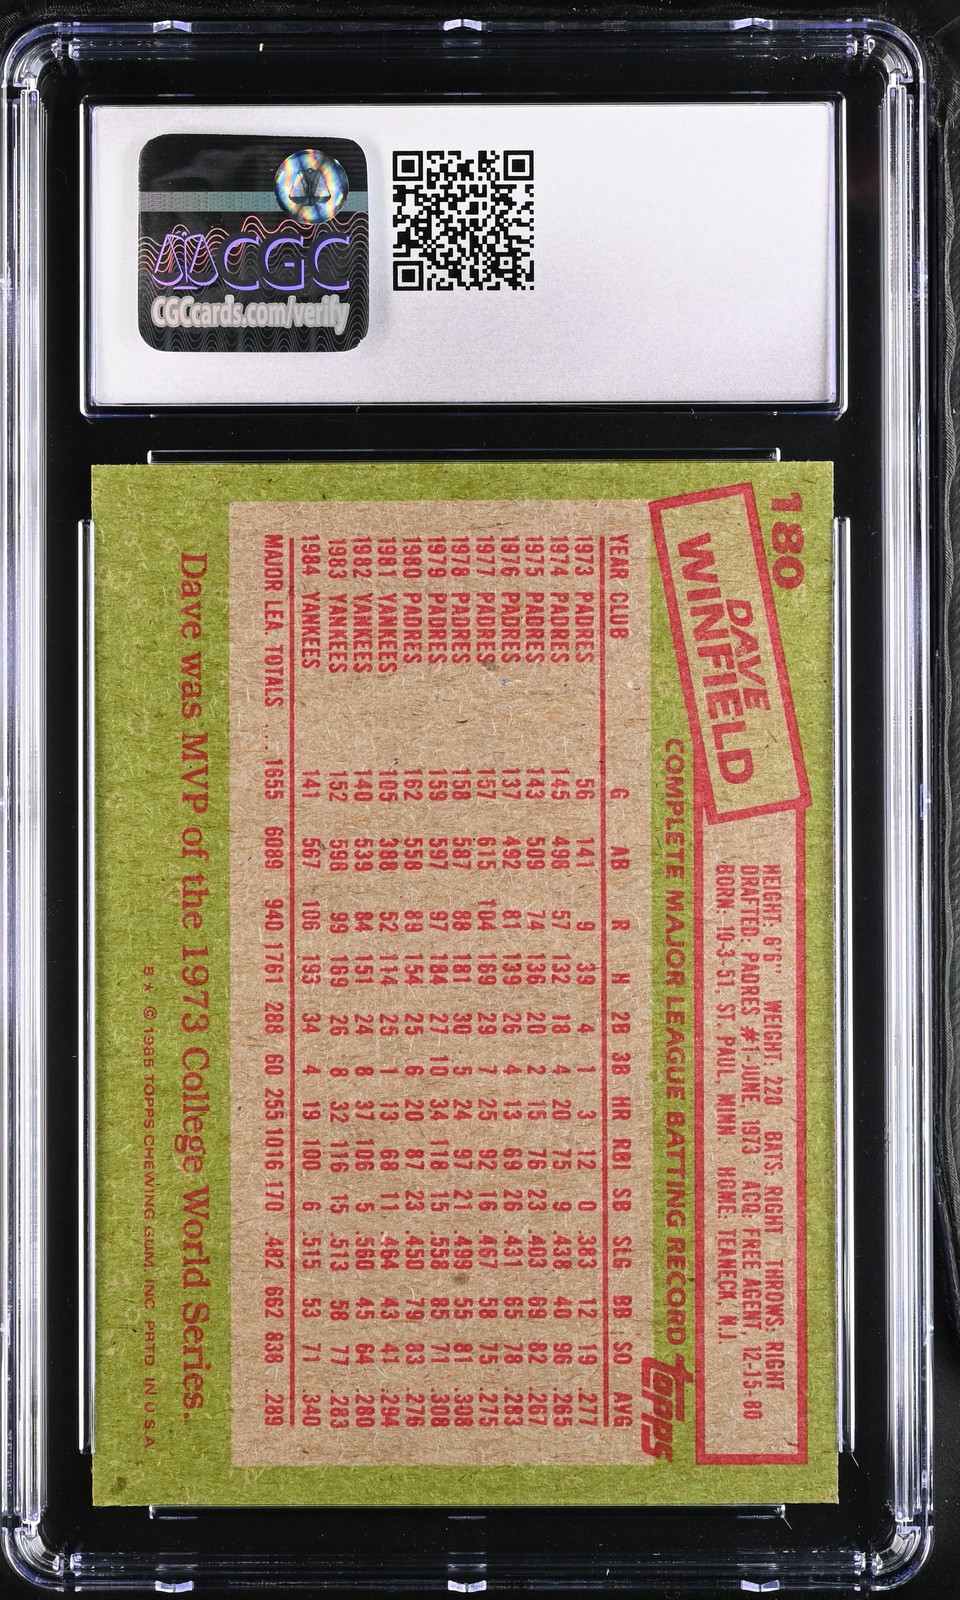 CGC
CGCcards.com/verify
180
DAVE
WINFIELD
HEIGHT: 6'6" WEIGHT: 220 BATS: RIGHT THROWS: RIGHT
DRAFTED: PADRES #1-JUNE, 1973 ACQ: FREE AGENT, 12-15-80
BORN: 10-3-51, ST. PAUL, MINN. HOME: TEANECK, N.J.
COMPLETE MAJOR LEAGUE BATTING RECORD
topps
YEAR CLUB G AB R H 2B 3B HR RBI SB SLG BB SO AVG
1973 PADRES 56 141 9 39 4 1 3 12 0 .383 12 19 .277
1974 PADRES 145 498 57 132 18 4 20 75 9 .438 40 96 .265
1975 PADRES 143 509 74 136 20 2 15 76 23 .403 69 82 .267
1976 PADRES 137 492 81 139 26 4 13 69 26 .431 65 78 .283
1977 PADRES 157 615 104 169 29 7 25 92 16 .467 58 75 .275
1978 PADRES 158 587 88 181 30 5 24 97 21 .499 55 81 .308
1979 PADRES 159 597 97 184 27 10 34 118 15 .558 85 71 .308
1980 PADRES 162 558 89 154 25 6 20 87 23 .450 79 83 .276
1981 YANKEES 105 388 52 114 25 1 13 68 11 .464 43 41 .294
1982 YANKEES 140 539 84 151 24 8 37 106 5 .560 45 64 .280
1983 YANKEES 152 598 99 169 26 8 32 116 15 .513 58 77 .283
1984 YANKEES 141 567 106 193 34 4 19 100 6 .515 53 71 .340
MAJOR LEA. TOTALS .... 1655 6089 940 1761 288 60 255 1016 170 .482 662 838 .289
Dave was MVP of the 1973 College World Series.
B ★ © 1985 TOPPS CHEWING GUM, INC. PRTD. IN U.S.A.